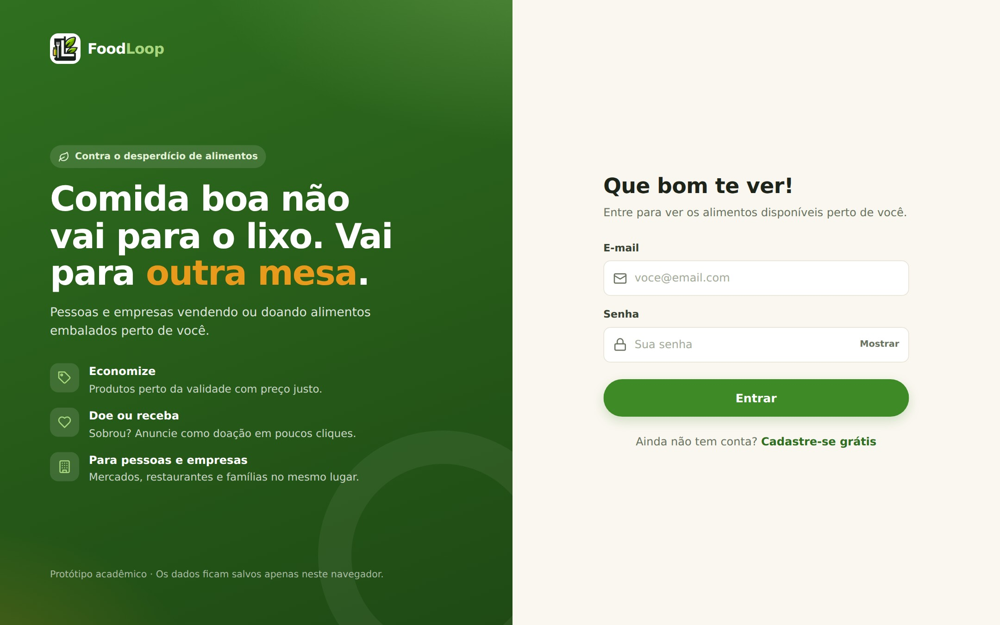 FoodLoop
Contra o desperdício de alimentos
Comida boa não
vai para o lixo. Vai
para outra mesa.
Pessoas e empresas vendendo ou doando alimentos
embalados perto de você.
Economize
Produtos perto da validade com preço justo.
Doe ou receba
Sobrou? Anuncie como doação em poucos cliques.
Para pessoas e empresas
Mercados, restaurantes e famílias no mesmo lugar.
Protótipo acadêmico · Os dados ficam salvos apenas neste navegador.
Que bom te ver!
Entre para ver os alimentos disponíveis perto de você.
E-mail
voce@email.com
Senha
Sua senha
Mostrar
Entrar
Ainda não tem conta? Cadastre-se grátis